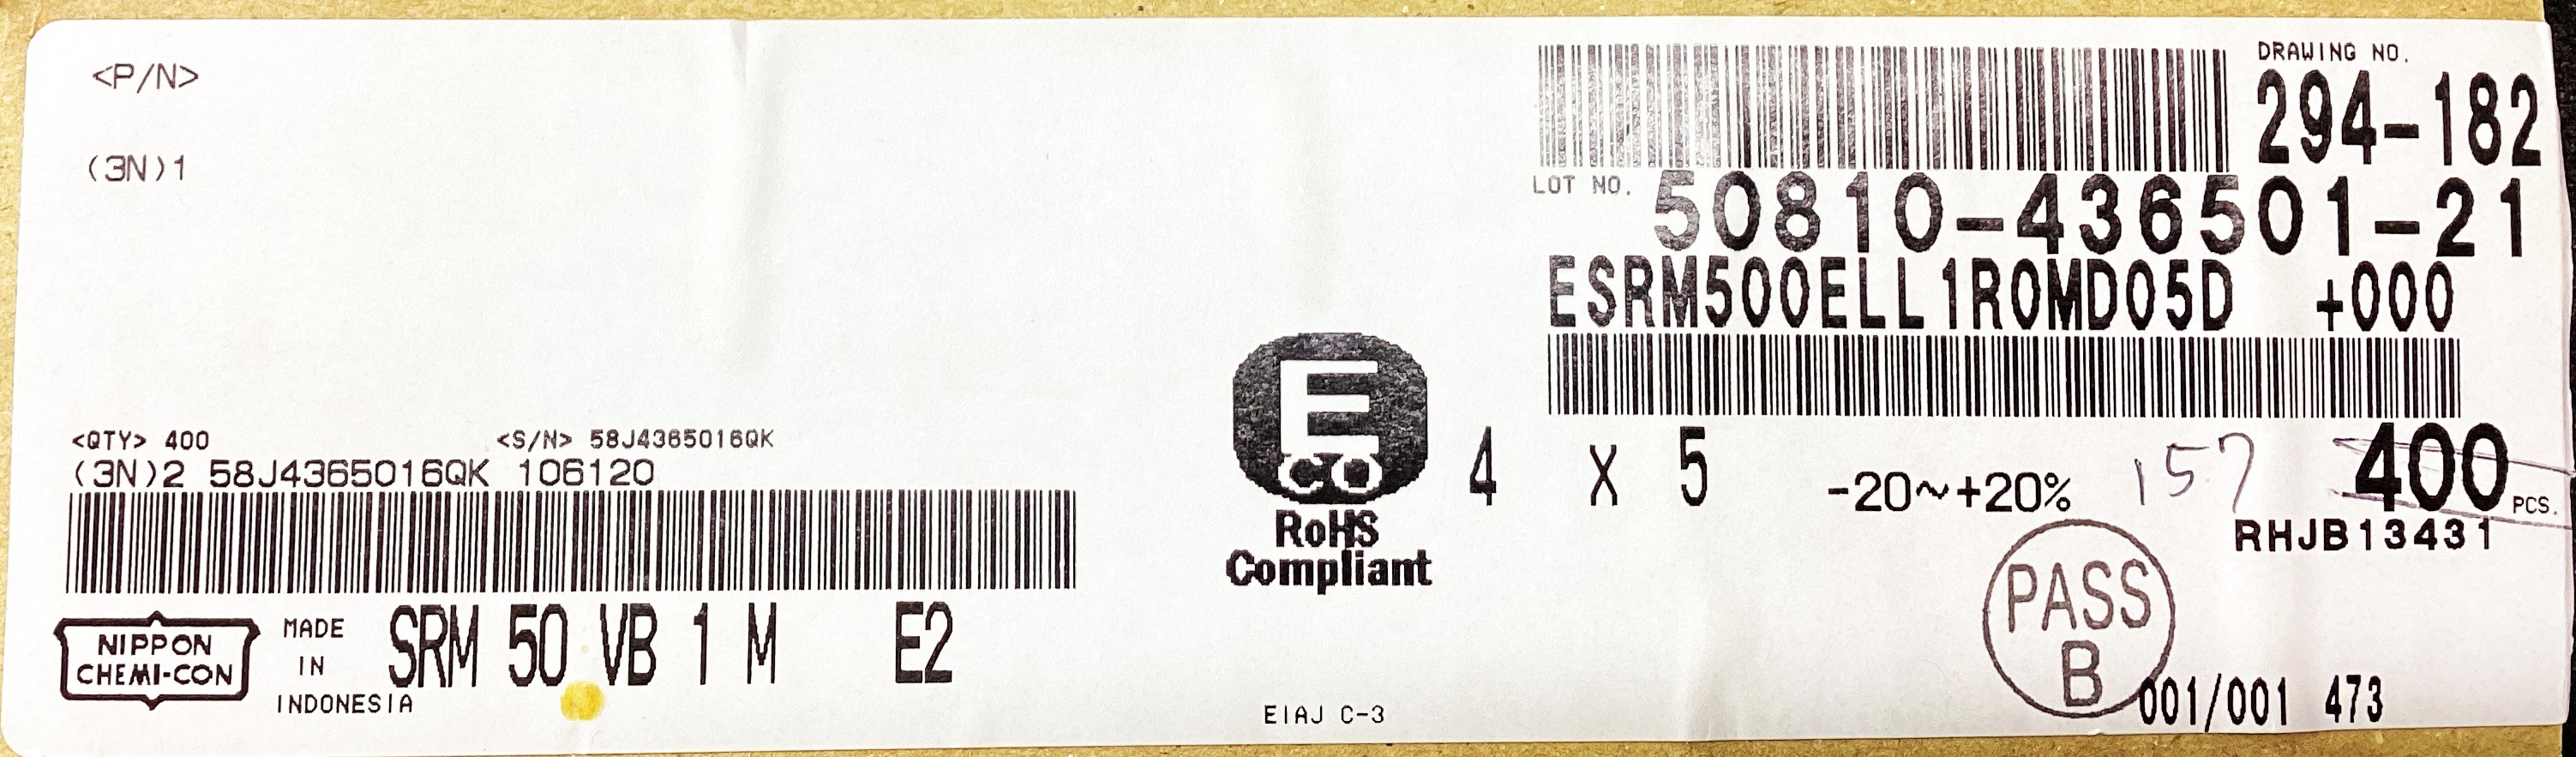 <P/N>
(3N)1
<QTY> 400 <S/N> 58J4365016QK
(3N)2 58J4365016QK 106120
NIPPON
CHEMI-CON
MADE
IN
INDONESIA
SRM 50 VB 1 M E2
E
CO
RoHS
Compliant
EIAJ C-3
DRAWING NO.
294-182
LOT NO. 50810-436501-21
ESRM500ELL1R0MD05D +000
4 X 5 -20~+20% 157 400 PCS.
RHJB13431
PASS
B
001/001 473